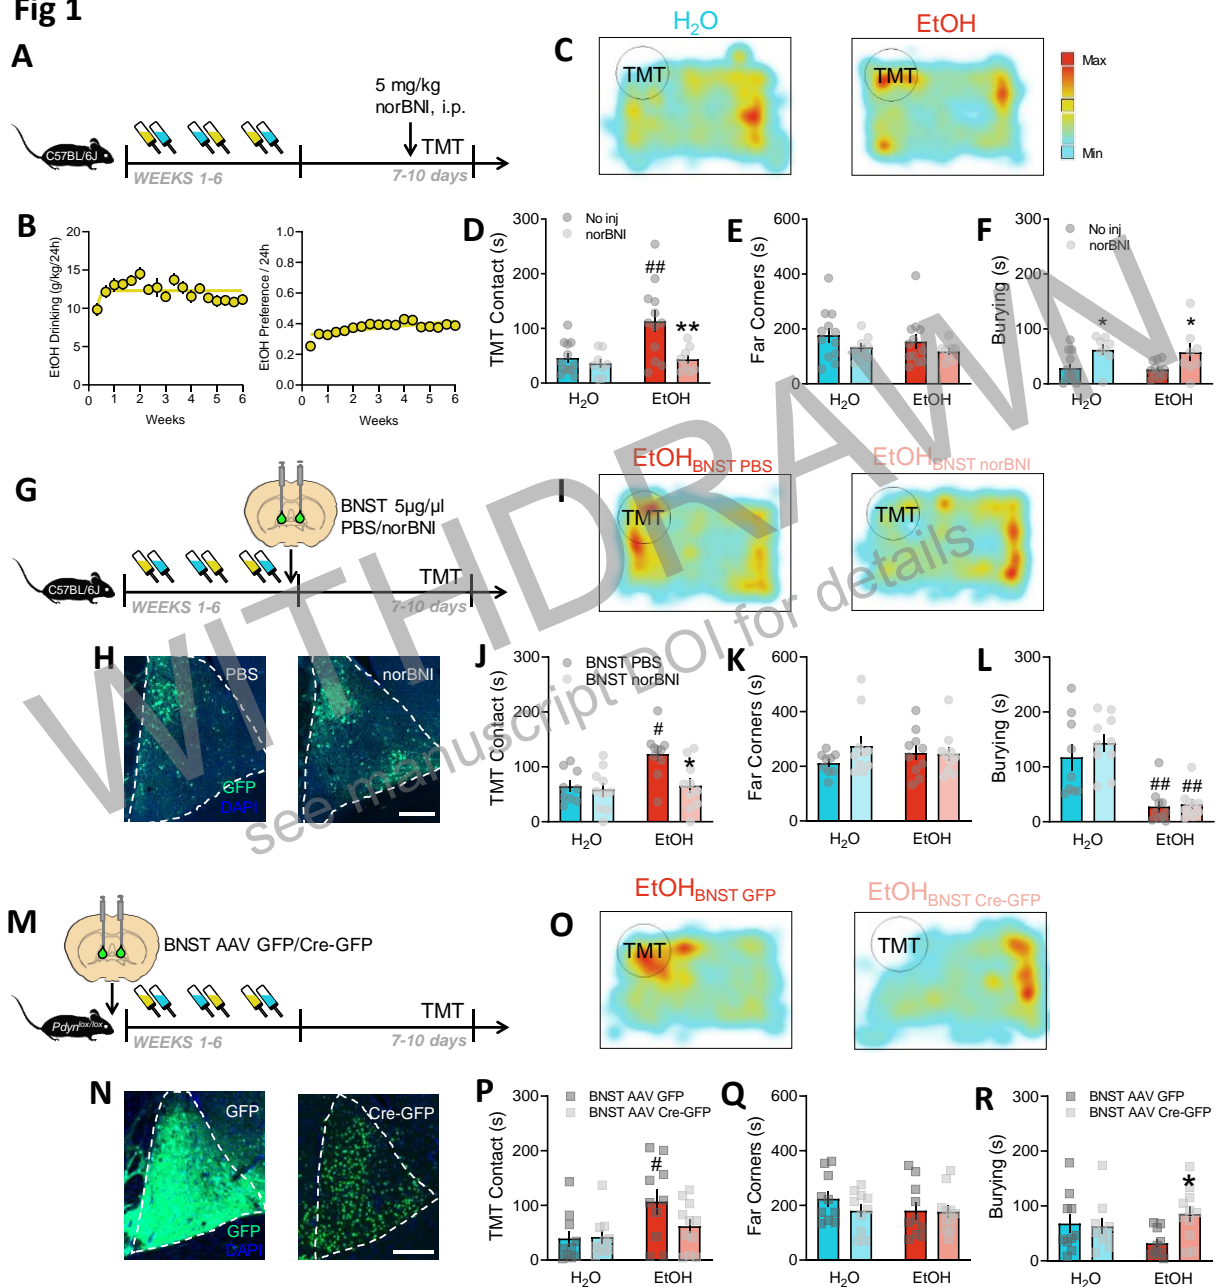 Fig 1
A
5 mg/kg
norBNI, i.p.
TMT
C57BL/6J
WEEKS 1-6
7-10 days
C
H2O
EtOH
TMT
TMT
Max
Min
B
EtOH Drinking (g/kg/24h)
20
15
10
5
0
0 1 2 3 4 5 6
Weeks
EtOH Preference / 24h
1.0
0.8
0.6
0.4
0.2
0.0
0 1 2 3 4 5 6
Weeks
D
TMT Contact (s)
300
200
100
0
No inj
norBNI
##
**
H2O
EtOH
E
Far Corners (s)
600
400
200
0
H2O
EtOH
F
Burying (s)
300
200
100
0
No inj
norBNI
*
*
H2O
EtOH
G
BNST 5µg/µl
PBS/norBNI
TMT
C57BL/6J
WEEKS 1-6
7-10 days
I
EtOH BNST PBS
EtOH BNST norBNI
TMT
TMT
H
PBS
norBNI
GFP
DAPI
J
TMT Contact (s)
300
200
100
0
BNST PBS
BNST norBNI
#
*
H2O
EtOH
K
Far Corners (s)
600
400
200
0
H2O
EtOH
L
Burying (s)
300
200
100
0
##
##
H2O
EtOH
M
BNST AAV GFP/Cre-GFP
TMT
Pdyn lox/lox
WEEKS 1-6
7-10 days
O
EtOH BNST GFP
EtOH BNST Cre-GFP
TMT
TMT
N
GFP
Cre-GFP
GFP
DAPI
P
TMT Contact (s)
300
200
100
0
BNST AAV GFP
BNST AAV Cre-GFP
#
H2O
EtOH
Q
Far Corners (s)
600
400
200
0
H2O
EtOH
R
Burying (s)
300
200
100
0
BNST AAV GFP
BNST AAV Cre-GFP
*
H2O
EtOH
WITHDRAWN
see manuscript DOI for details